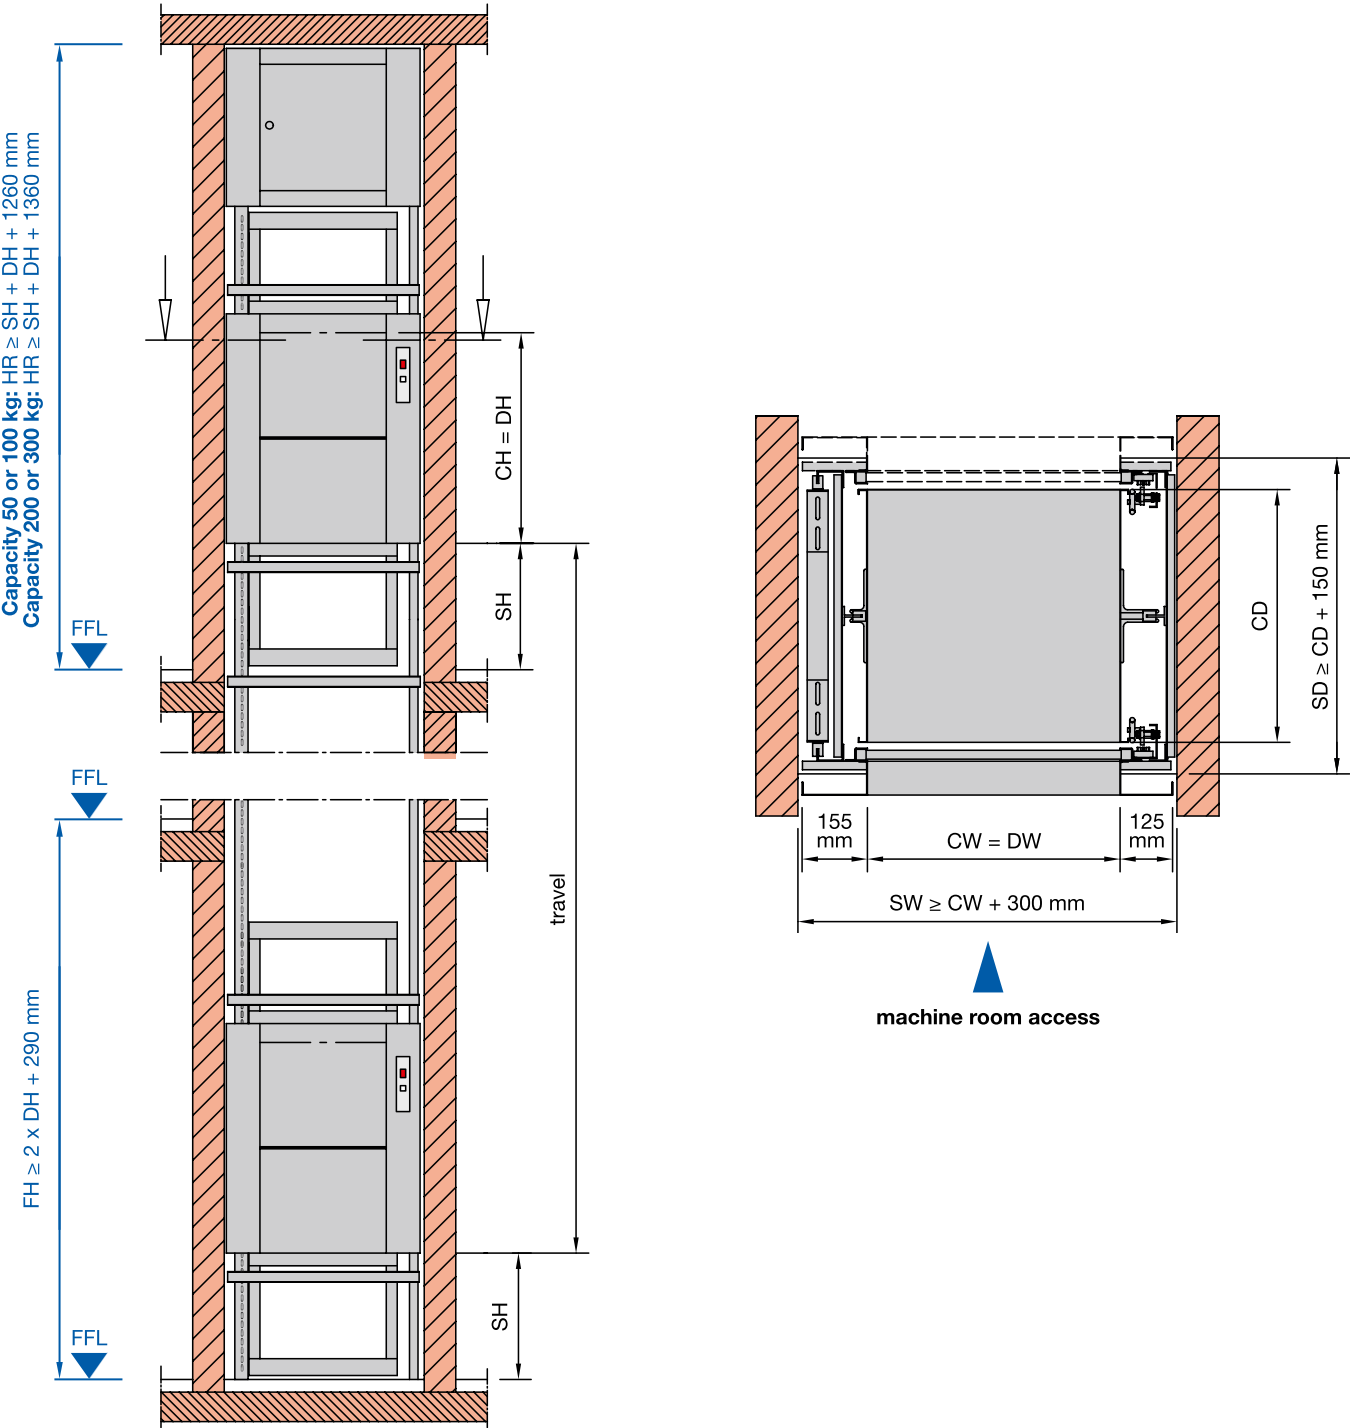 Capacity 50 or 100 kg: HR ≥ SH + DH + 1260 mm
Capacity 200 or 300 kg: HR ≥ SH + DH + 1360 mm
CH = DH
SH
FFL
FFL
travel
FH ≥ 2 x DH + 290 mm
SH
FFL
CD
SD ≥ CD + 150 mm
155
mm
CW = DW
125
mm
SW ≥ CW + 300 mm
machine room access